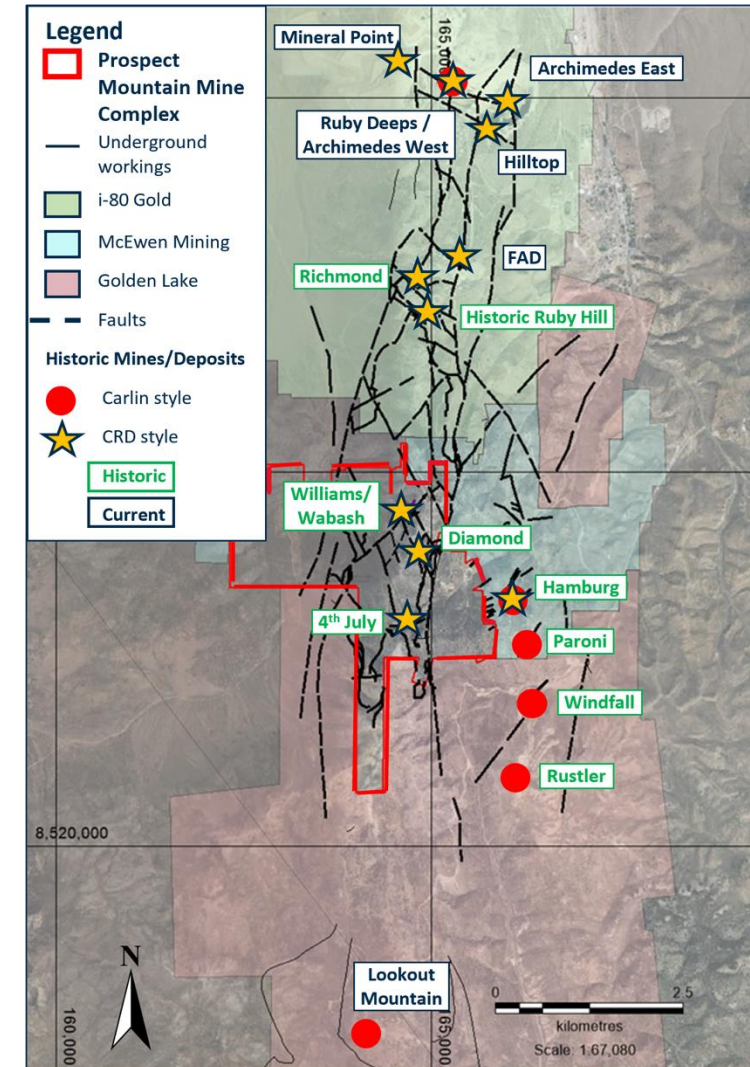 Legend
Prospect
Mountain Mine
Complex
Underground
workings
i-80 Gold
McEwen Mining
Golden Lake
Faults
Historic Mines/Deposits
Carlin style
CRD style
Historic
Current
Mineral Point
165,000
Archimedes East
Ruby Deeps /
Archimedes West
Hilltop
FAD
Richmond
Historic Ruby Hill
Williams/
Wabash
Diamond
Hamburg
4th July
Paroni
Windfall
Rustler
8,520,000
N
Lookout
Mountain
160,000
165,000
0 2.5
kilometres
Scale: 1:67,080